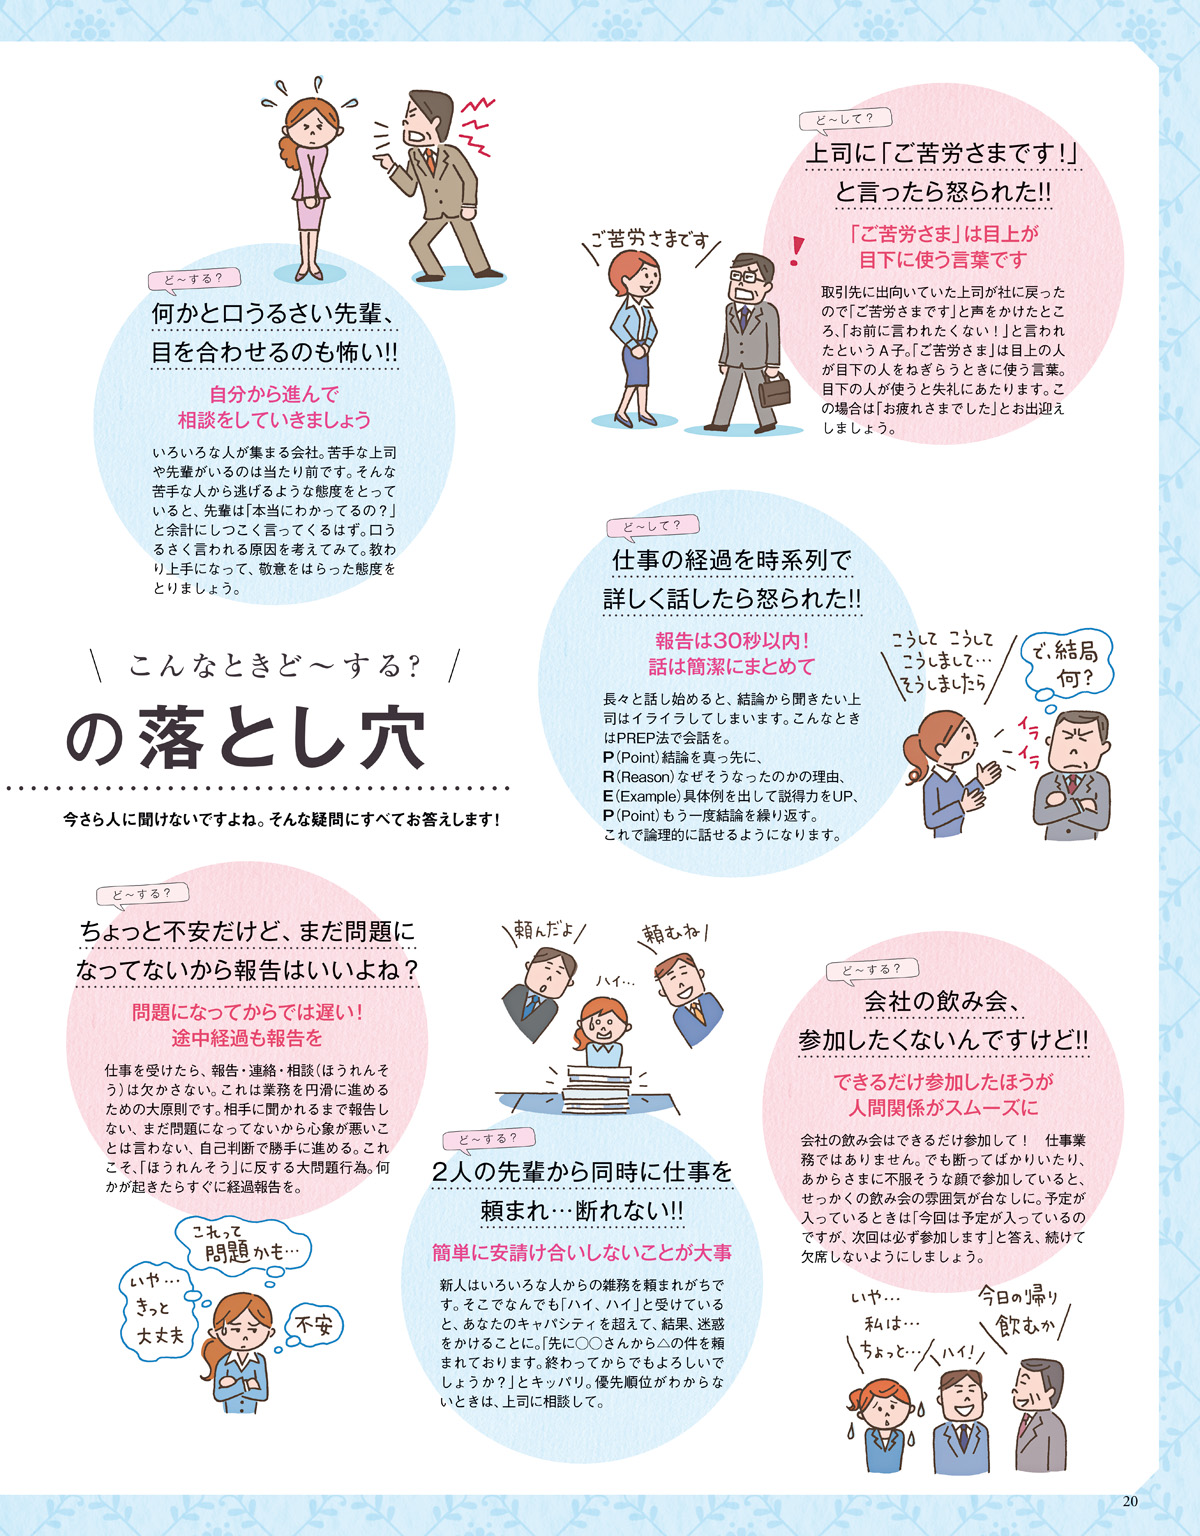 ど〜する？
何かと口うるさい先輩、
目を合わせるのも怖い!!
自分から進んで
相談をしていきましょう
いろいろな人が集まる会社。苦手な上司
や先輩がいるのは当たり前です。そんな
苦手な人から逃げるような態度をとって
いると、先輩は「本当にわかってるの？」
と余計にしつこく言ってくるはず。口う
るさく言われる原因を考えてみて。教わ
り上手になって、敬意をはらった態度を
とりましょう。
ど〜して？
上司に「ご苦労さまです！」
と言ったら怒られた!!
「ご苦労さま」は目上が
目下に使う言葉です
取引先に出向いていた上司が社に戻った
ので「ご苦労さまです」と声をかけたとこ
ろ、「お前に言われたくない！」と言われ
たというA子。「ご苦労さま」は目上の人
が目下の人をねぎらうときに使う言葉。
目下の人が使うと失礼にあたります。こ
の場合は「お疲れさまでした」とお出迎え
しましょう。
ご苦労さまです
!
ど〜して？
仕事の経過を時系列で
詳しく話したら怒られた!!
報告は30秒以内！
話は簡潔にまとめて
長々と話し始めると、結論から聞きたい上
司はイライラしてしまいます。こんなとき
はPREP法で会話を。
P（Point）結論を真っ先に、
R（Reason）なぜそうなったのかの理由、
E（Example）具体例を出して説得力をUP、
P（Point）もう一度結論を繰り返す。
これで論理的に話せるようになります。
こうして こうして
こうしまして…
そうしましたら
で、結局
何？
イラ
イラ
こんなときど〜する？
の落とし穴
今さら人に聞けないですよね。そんな疑問にすべてお答えします！
ど〜する？
ちょっと不安だけど、まだ問題に
なってないから報告はいいよね？
問題になってからでは遅い！
途中経過も報告を
仕事を受けたら、報告・連絡・相談（ほうれんそ
う）は欠かさない。これは業務を円滑に進める
ための大原則です。相手に聞かれるまで報告し
ない、まだ問題になってないから心象が悪いこ
とは言わない、自己判断で勝手に進める。これ
こそ、「ほうれんそう」に反する大問題行為。何
かが起きたらすぐに経過報告を。
これって
問題かも…
いや…
きっと
大丈夫
不安
頼んだよ
ハイ…
頼むね
ど〜する？
2人の先輩から同時に仕事を
頼まれ…断れない!!
簡単に安請け合いしないことが大事
新人はいろいろな人からの雑務を頼まれがちで
す。そこでなんでも「ハイ、ハイ」と受けている
と、あなたのキャパシティを超えて、結果、迷惑
をかけることに。「先に○○さんから△の件を頼
まれております。終わってからでもよろしいで
しょうか？」とキッパリ。優先順位がわからな
いときは、上司に相談して。
ど〜する？
会社の飲み会、
参加したくないんですけど!!
できるだけ参加したほうが
人間関係がスムーズに
会社の飲み会はできるだけ参加して！　仕事業
務ではありません。でも断ってばかりいたり、
あからさまに不服そうな顔で参加していると、
せっかくの飲み会の雰囲気が台なしに。予定が
入っているときは「今回は予定が入っているの
ですが、次回は必ず参加します」と答え、続けて
欠席しないようにしましょう。
いや…
私は…
ちょっと…
ハイ！
今日の帰り
飲むか
20